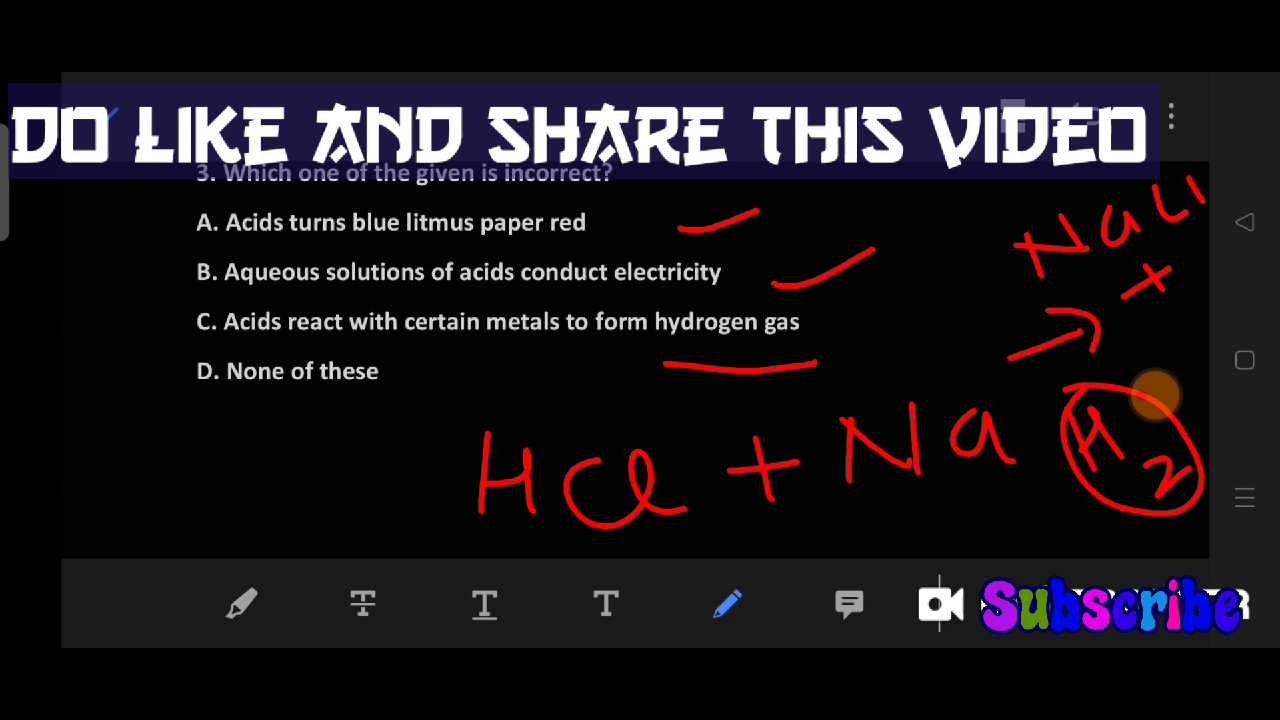 DO LIKE AND SHARE THIS VIDEO
3. Which one of the given is incorrect?
A. Acids turns blue litmus paper red
B. Aqueous solutions of acids conduct electricity
C. Acids react with certain metals to form hydrogen gas
D. None of these
HCl + Na → NaCl + H2
T T T
Subscribe